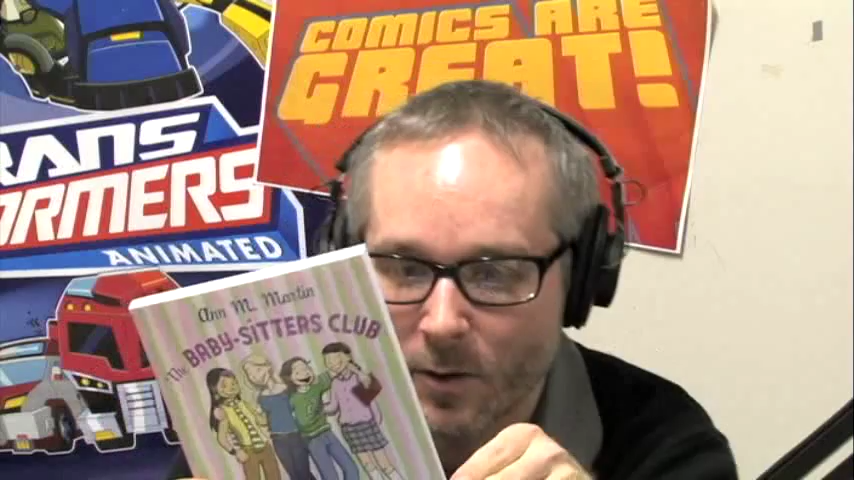 COMICS ARE
GREAT!
RANS
ORMERS
ANIMATED
Ann M. Martin
The BABY-SITTERS CLUB